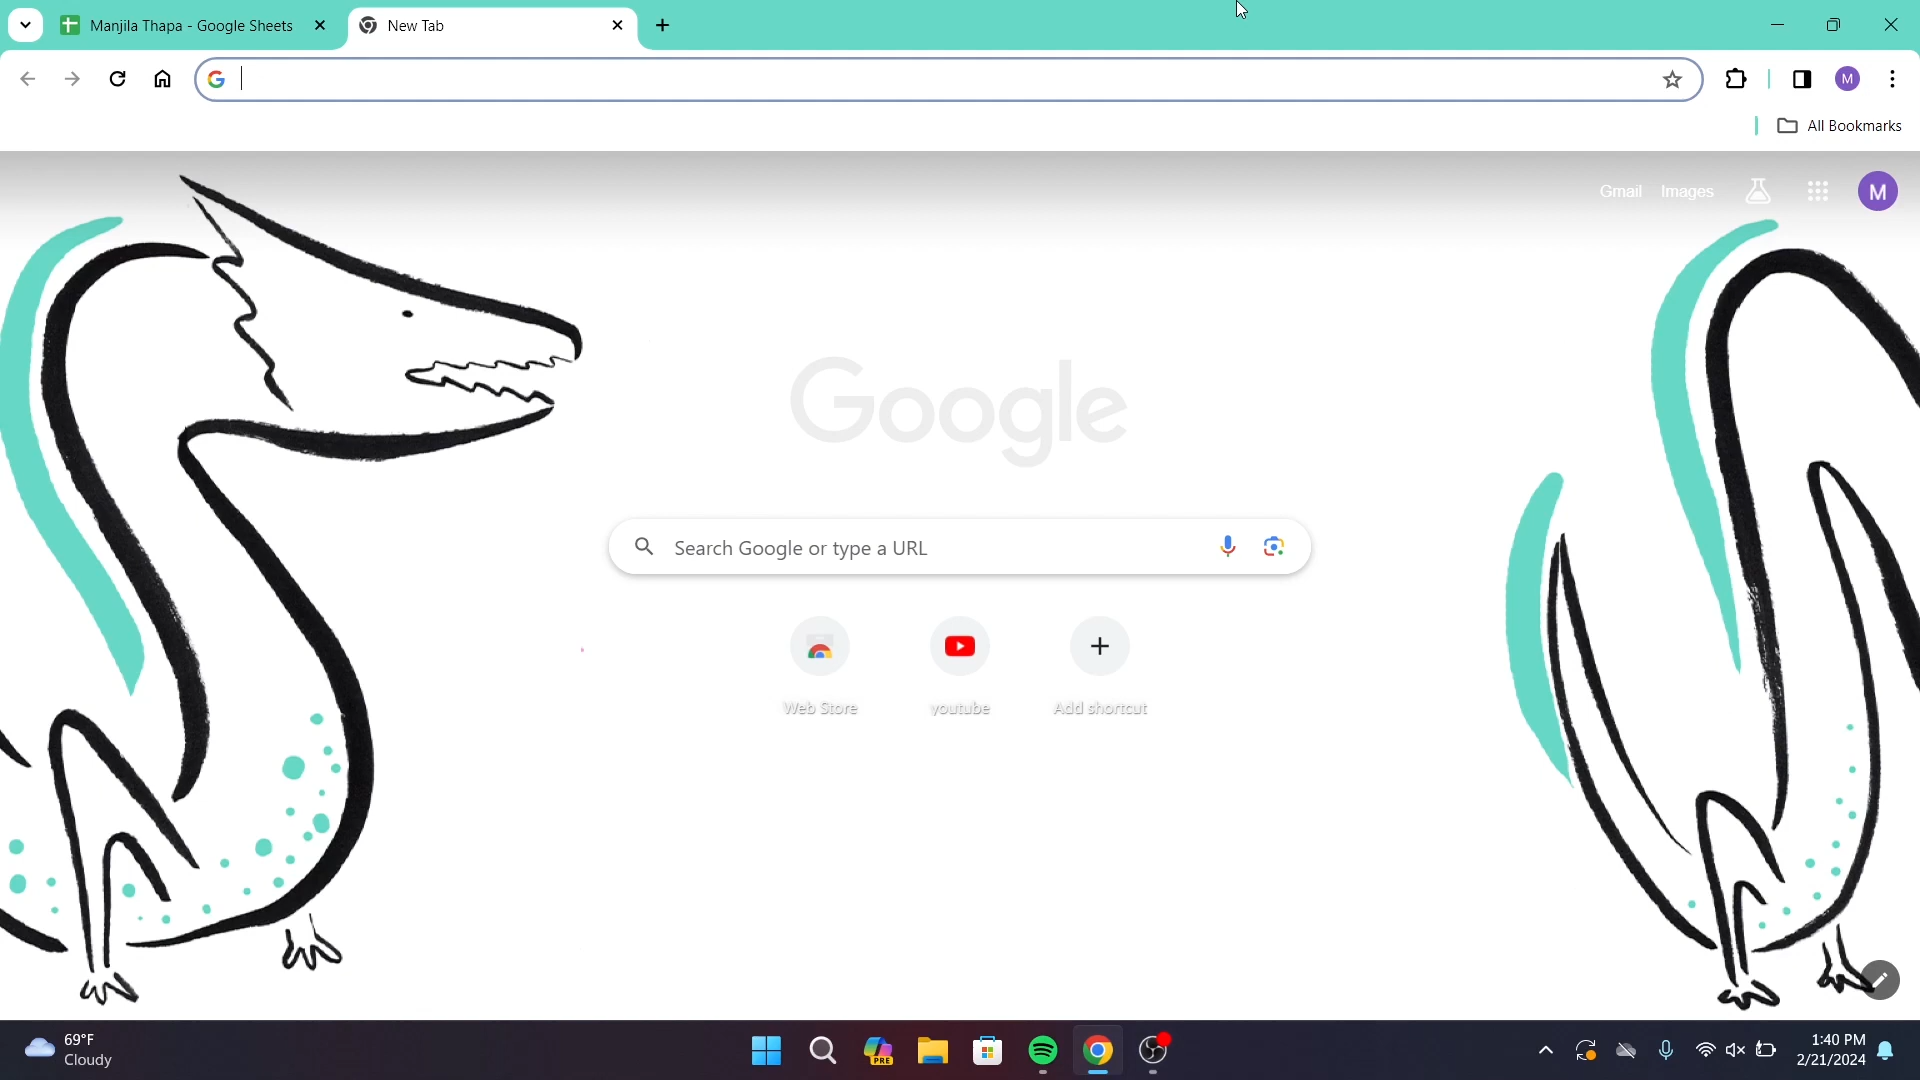 Manjila Thapa - Google Sheets
New Tab
All Bookmarks
Gmail Images
M
M
Google
Search Google or type a URL
Web Store
youtube
Add shortcut
69°F
Cloudy
PRE
1:40 PM
2/21/2024